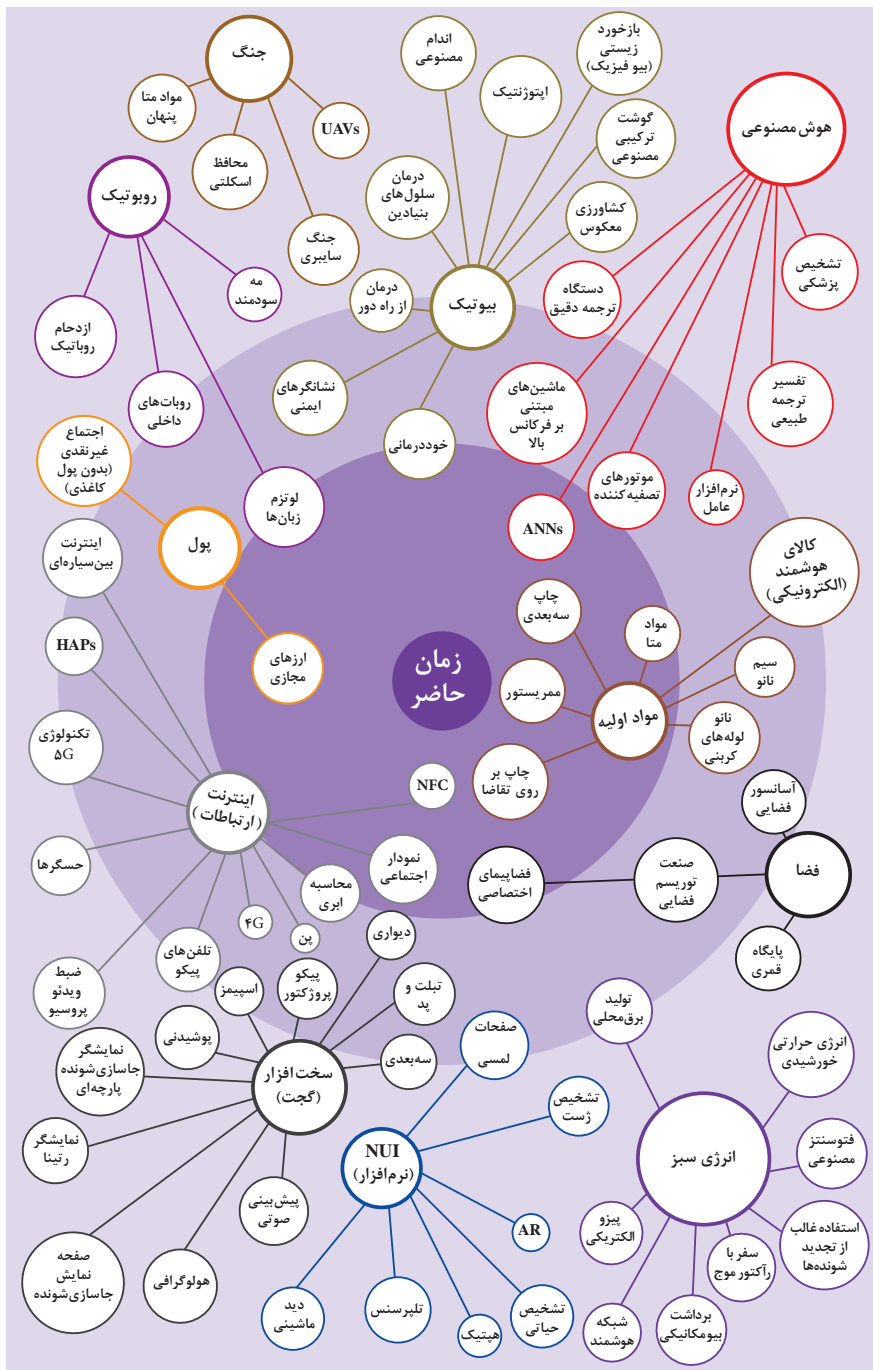 جنگ
مواد متا
پنهان
محافظ
اسکلتی
جنگ
سایبری
UAVs
روبوتیک
مه
سودمند
ازدحام
روباتیک
روبات‌های
داخلی
لوتزم
زبان‌ها
اندام
مصنوعی
اپتوژنتیک
بازخورد
زیستی
(بیو فیزیک)
گوشت
ترکیبی
مصنوعی
کشاورزی
معکوس
درمان
سلول‌های
بنیادین
درمان
از راه دور
بیوتیک
نشانگرهای
ایمنی
خوددرمانی
هوش مصنوعی
تشخیص
پزشکی
دستگاه
ترجمه دقیق
ماشین‌های
مبتنی
بر فرکانس
بالا
تفسیر
ترجمه
طبیعی
موتورهای
تصفیه کننده
نرم‌افزار
عامل
ANNs
اجتماع
غیرنقدی
(بدون پول
کاغذی)
پول
ارزهای
مجازی
زمان
حاضر
کالای
هوشمند
(الکترونیکی)
چاپ
سه‌بعدی
مواد
متا
سیم
نانو
ممریستور
مواد اولیه
نانو
لوله‌های
کربنی
چاپ بر
روی تقاضا
اینترنت
بین‌سیاره‌ای
HAPs
تکنولوژی
۵G
اینترنت
(ارتباطات)
NFC
حسگرها
نمودار
اجتماعی
محاسبه
ابری
پن
۴G
تلفن‌های
پیکو
ضبط
ویدئو
پروسیو
آسانسور
فضایی
فضا
صنعت
توریسم
فضایی
فضاپیمای
اختصاصی
پایگاه
قمری
دیواری
پیکو
پروژکتور
اسپیمز
تبلت و
پد
پوشیدنی
سه‌بعدی
سخت‌افزار
(گجت)
نمایشگر
جاسازی‌شونده
پارچه‌ای
نمایشگر
رتینا
پیش‌بینی
صوتی
هولوگرافی
صفحه
نمایش
جاسازی‌شونده
صفحات
لمسی
تشخیص
ژست
NUI
(نرم‌افزار)
AR
دید
ماشینی
تلپرسنس
هپتیک
تشخیص
حیاتی
تولید
برق‌محلی
انرژی حرارتی
خورشیدی
انرژی سبز
فتوسنتز
مصنوعی
پیزو
الکتریکی
استفاده غالب
از تجدید
شونده‌ها
سفر با
رآکتور موج
برداشت
بیومکانیکی
شبکه
هوشمند